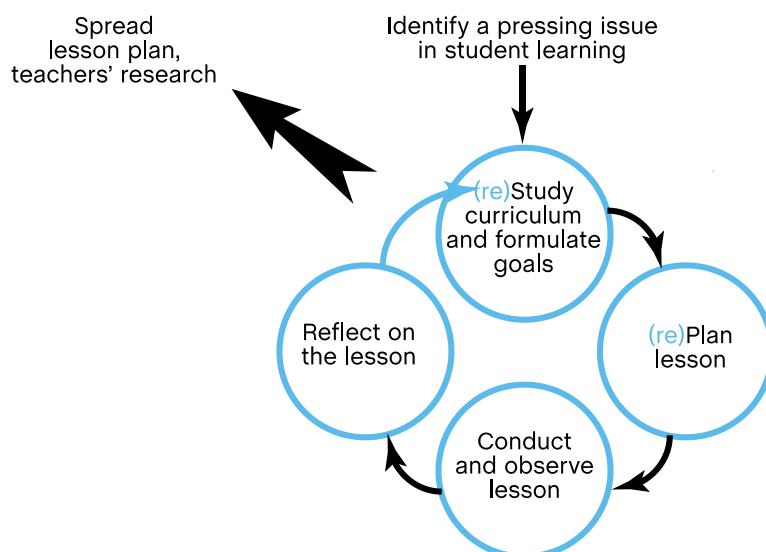 Spread
lesson plan,
teachers’ research
Identify a pressing issue
in student learning
(re)Study
curriculum
and formulate
goals
(re)Plan
lesson
Conduct
and observe
lesson
Reflect on
the lesson